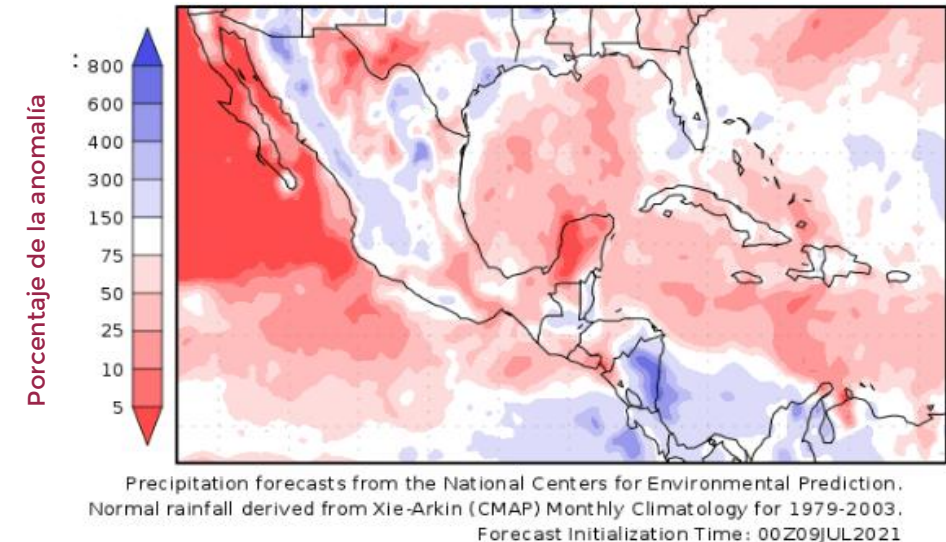 :
Porcentaje de la anomalía
800
600
400
300
150
75
50
25
10
5
Precipitation forecasts from the National Centers for Environmental Prediction.
Normal rainfall derived from Xie-Arkin (CMAP) Monthly Climatology for 1979-2003.
Forecast Initialization Time: 00Z09JUL2021